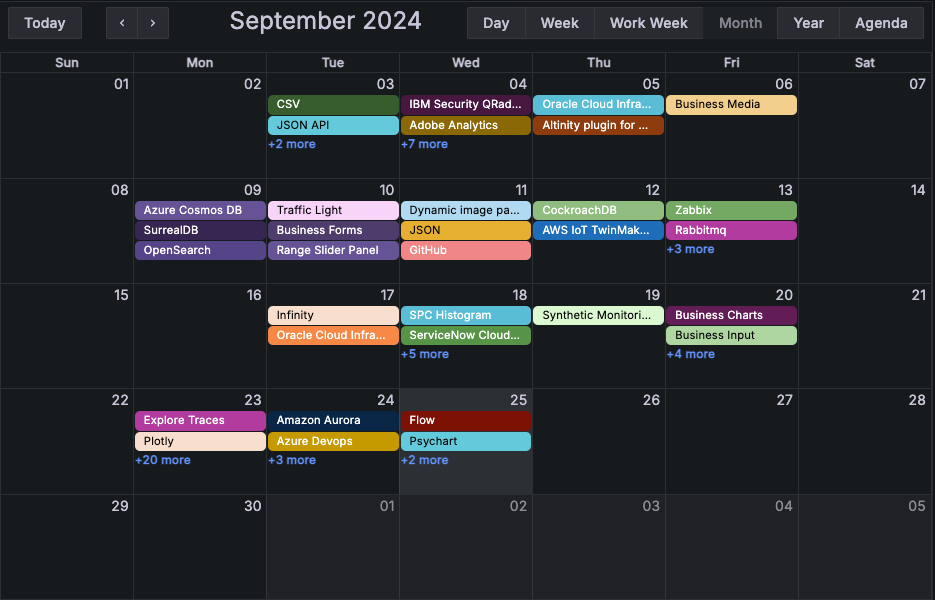 Today ‹ › September 2024 Day Week Work Week Month Year Agenda
Sun Mon Tue Wed Thu Fri Sat
01 02 03 04 05 06 07
CSV IBM Security QRad... Oracle Cloud Infra... Business Media
JSON API Adobe Analytics Altinity plugin for ...
+2 more +7 more
08 09 10 11 12 13 14
Azure Cosmos DB Traffic Light Dynamic image pa... CockroachDB Zabbix
SurrealDB Business Forms JSON AWS IoT TwinMak... Rabbitmq
OpenSearch Range Slider Panel GitHub +3 more
15 16 17 18 19 20 21
Infinity SPC Histogram Synthetic Monitori... Business Charts
Oracle Cloud Infra... ServiceNow Cloud... Business Input
+5 more +4 more
22 23 24 25 26 27 28
Explore Traces Amazon Aurora Flow
Plotly Azure Devops Psychart
+20 more +3 more +2 more
29 30 01 02 03 04 05